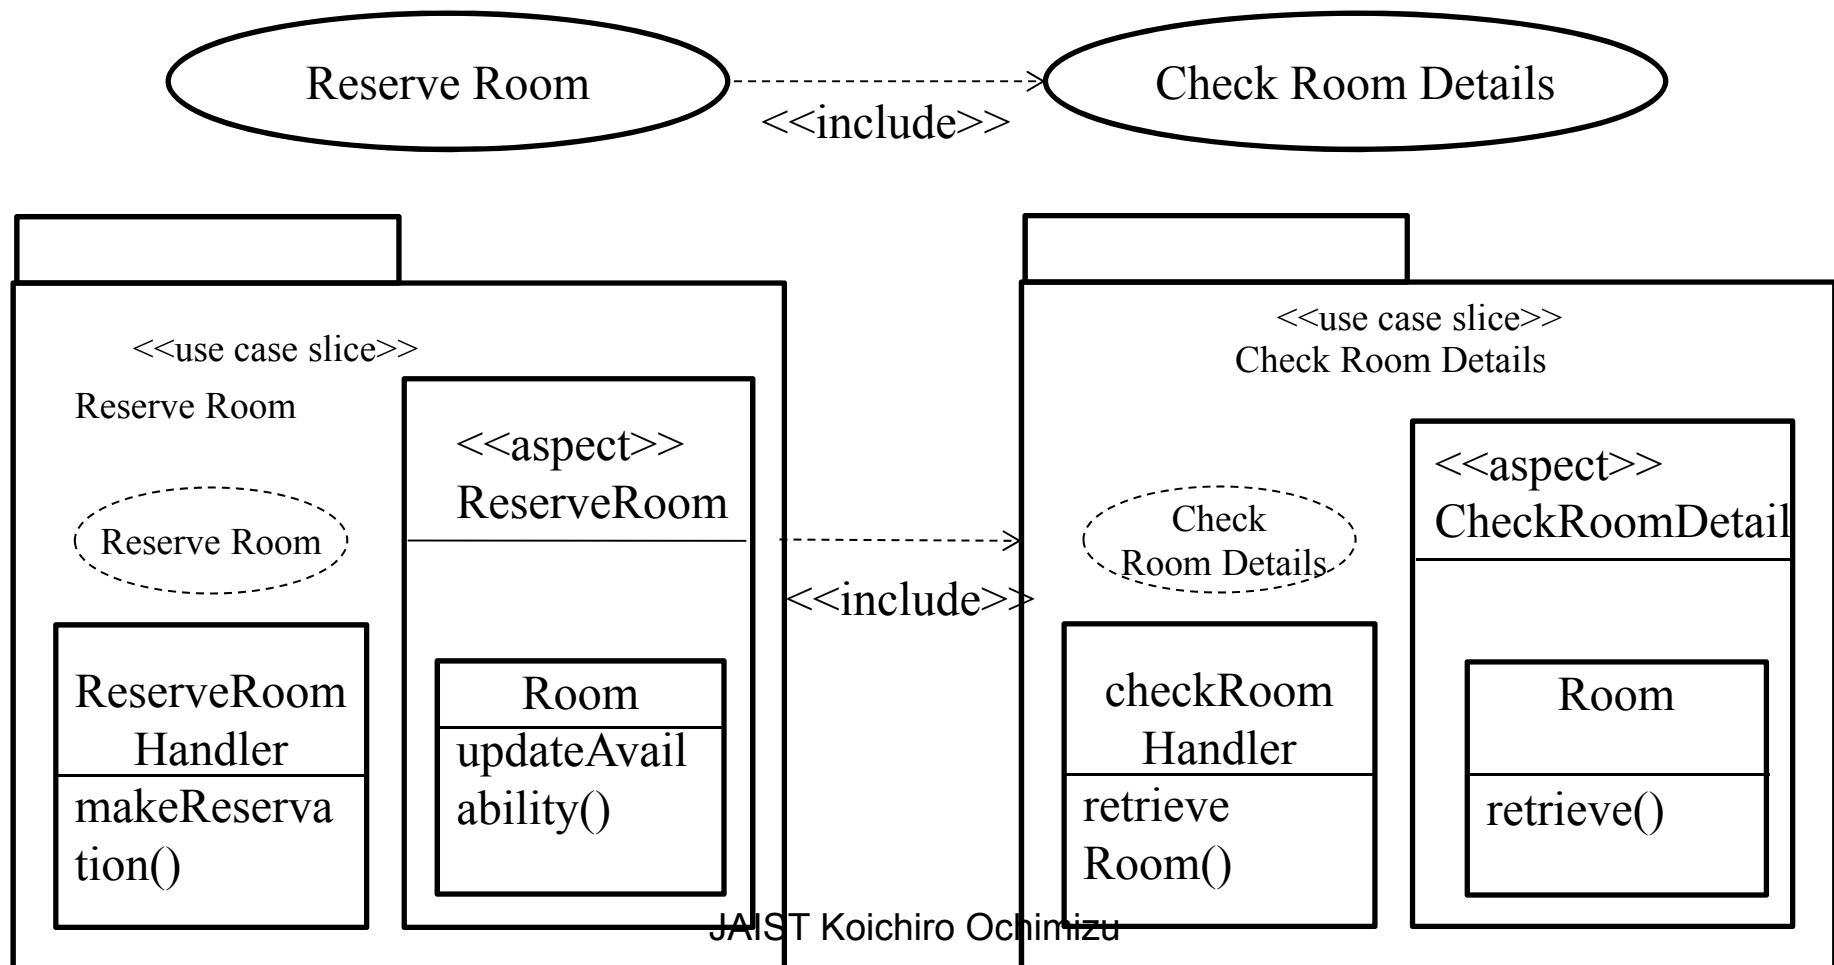 Reserve Room
<<include>>
Check Room Details
<<use case slice>>
Reserve Room
<<aspect>>
ReserveRoom
Reserve Room
ReserveRoom
Handler
makeReserva
tion()
Room
updateAvail
ability()
<<include>>
<<use case slice>>
Check Room Details
<<aspect>>
CheckRoomDetail
Check
Room Details
checkRoom
Handler
retrieve
Room()
Room
retrieve()
JAIST Koichiro Ochimizu